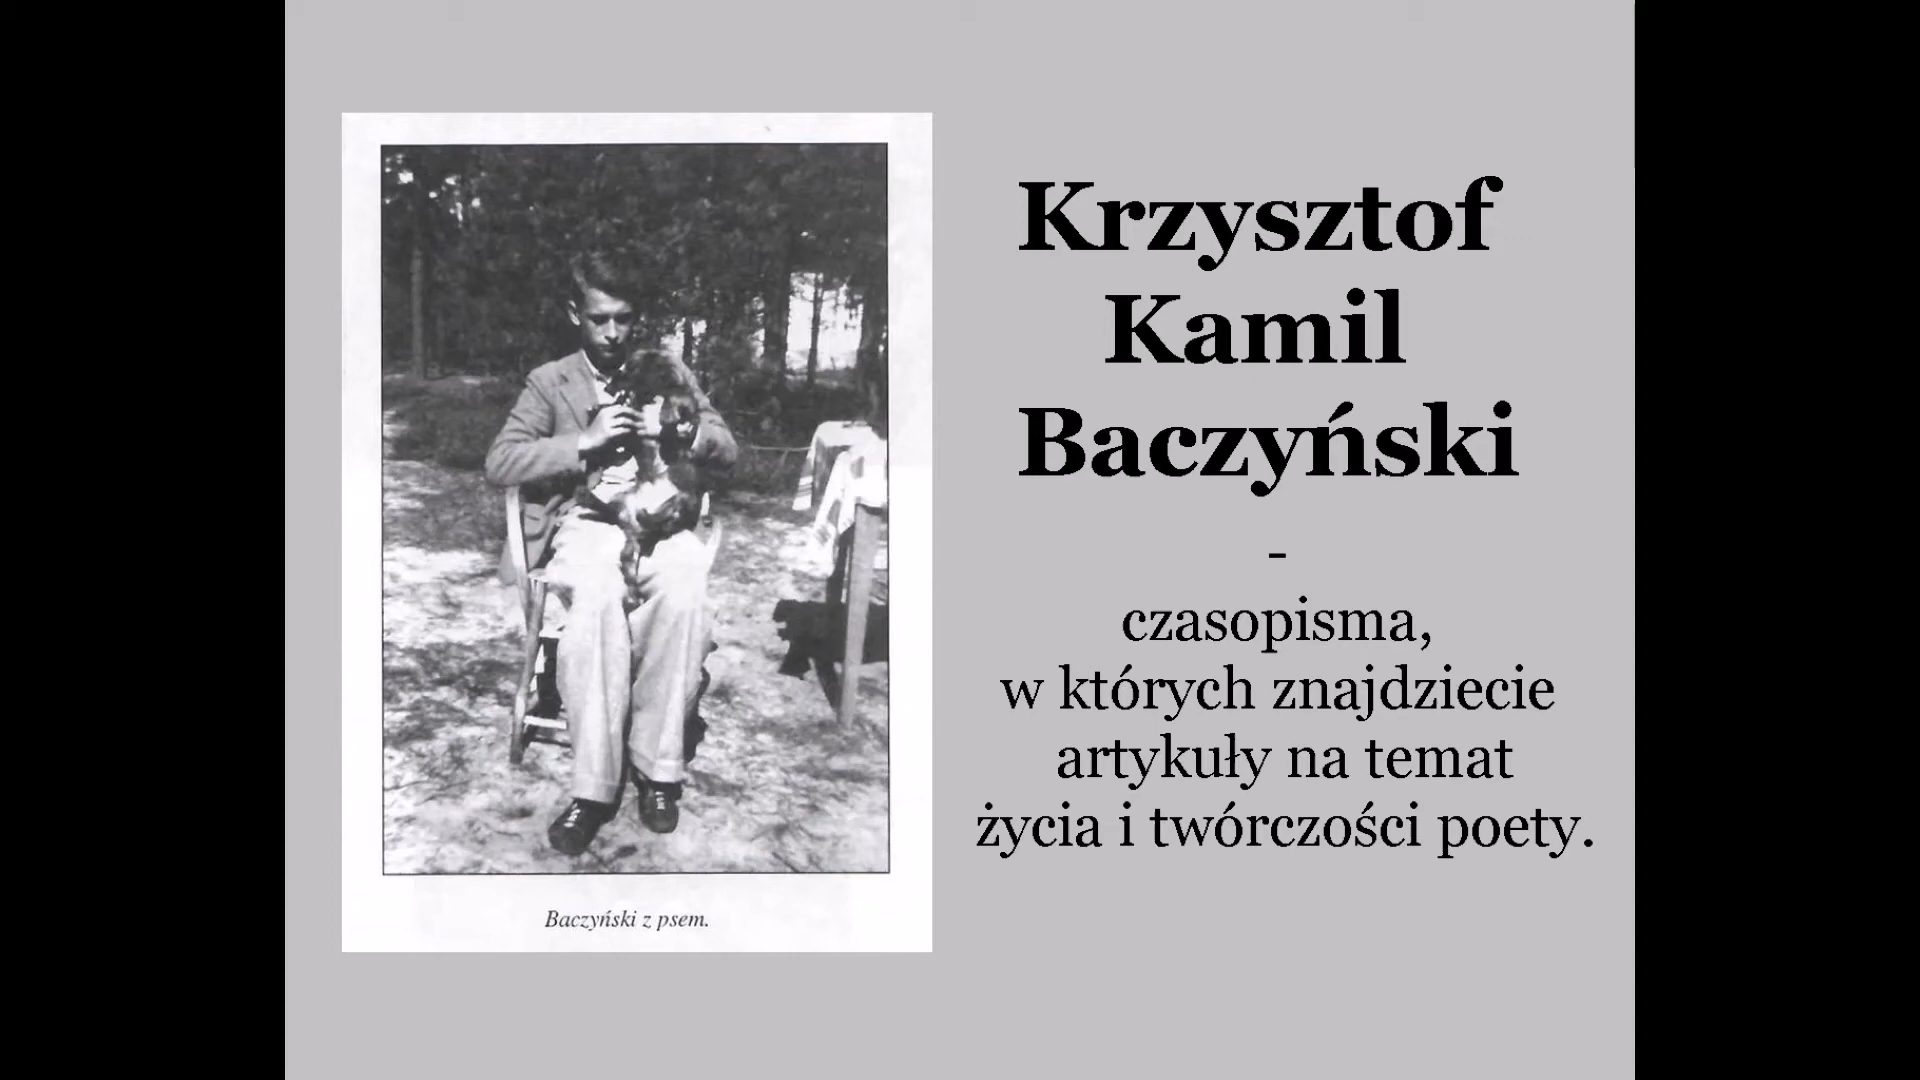 Krzysztof
Kamil
Baczyński
-
czasopisma,
w których znajdziecie
artykuły na temat
życia i twórczości poety.
Baczyński z psem.